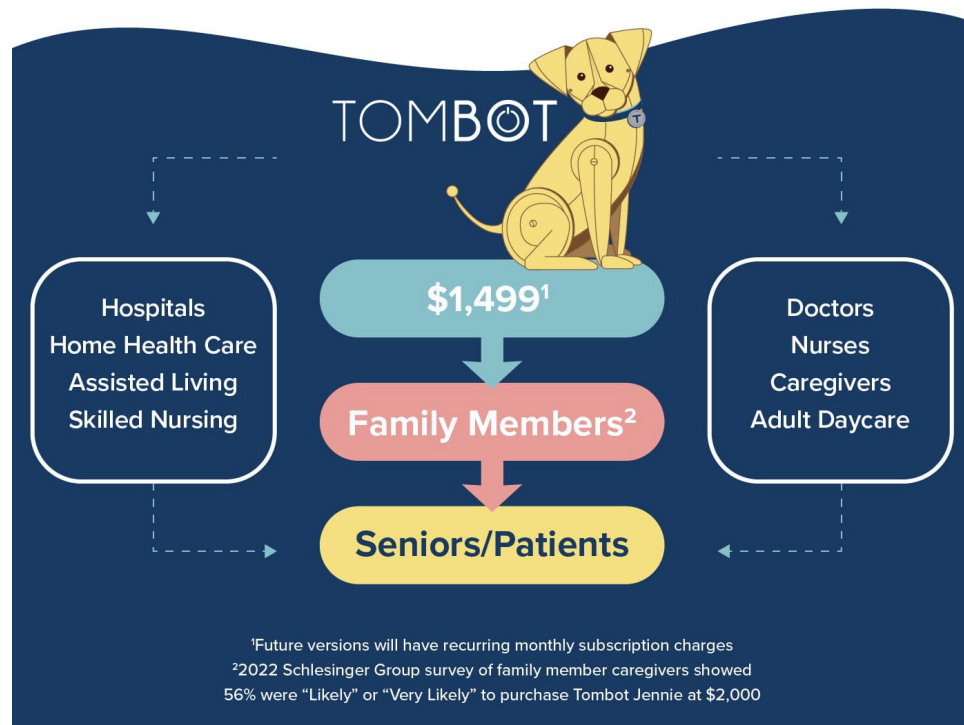 TOMBOT
T
Hospitals
Home Health Care
Assisted Living
Skilled Nursing
$1,499¹
Family Members²
Seniors/Patients
Doctors
Nurses
Caregivers
Adult Daycare
¹Future versions will have recurring monthly subscription charges
²2022 Schlesinger Group survey of family member caregivers showed
56% were “Likely” or “Very Likely” to purchase Tombot Jennie at $2,000